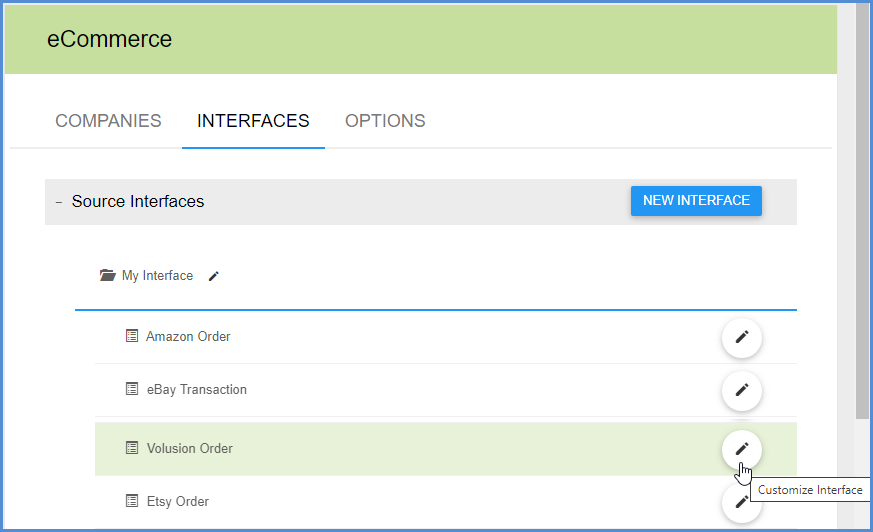 eCommerce
COMPANIES INTERFACES OPTIONS
– Source Interfaces NEW INTERFACE
My Interface
Amazon Order
eBay Transaction
Volusion Order
Customize Interface
Etsy Order